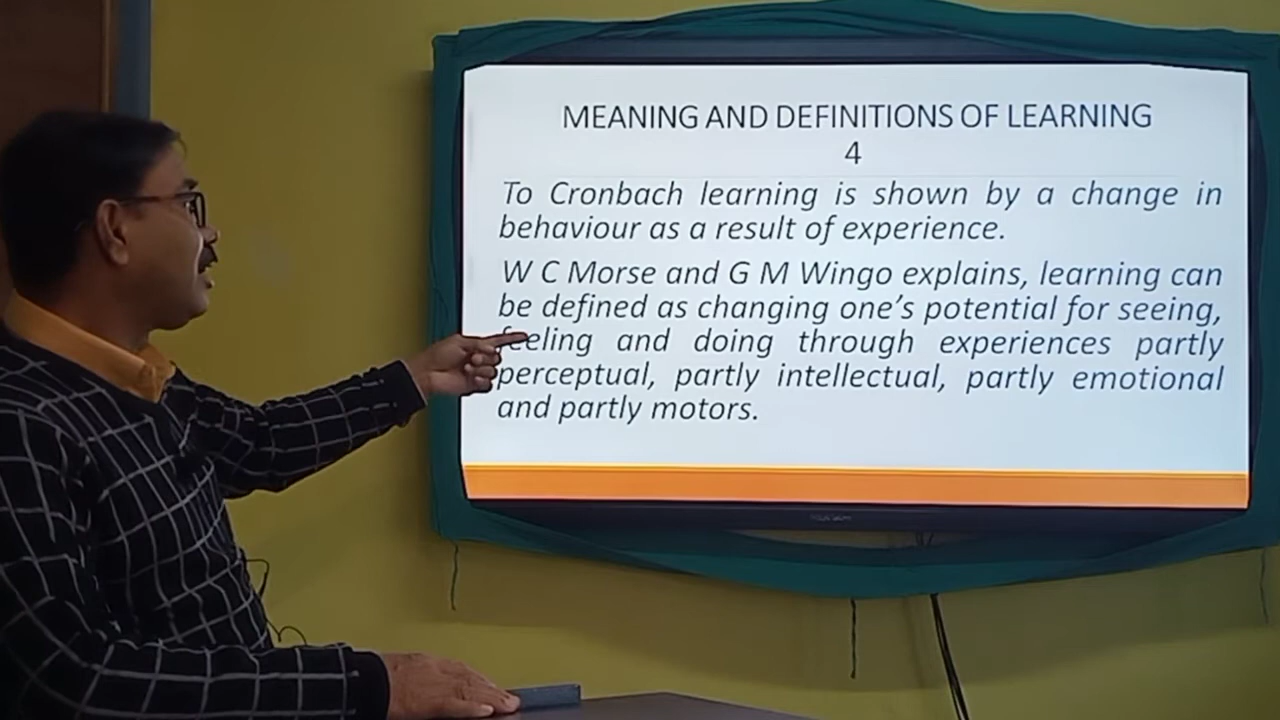 MEANING AND DEFINITIONS OF LEARNING
4
To Cronbach learning is shown by a change in
behaviour as a result of experience.
W C Morse and G M Wingo explains, learning can
be defined as changing one's potential for seeing,
feeling and doing through experiences partly
perceptual, partly intellectual, partly emotional
and partly motors.